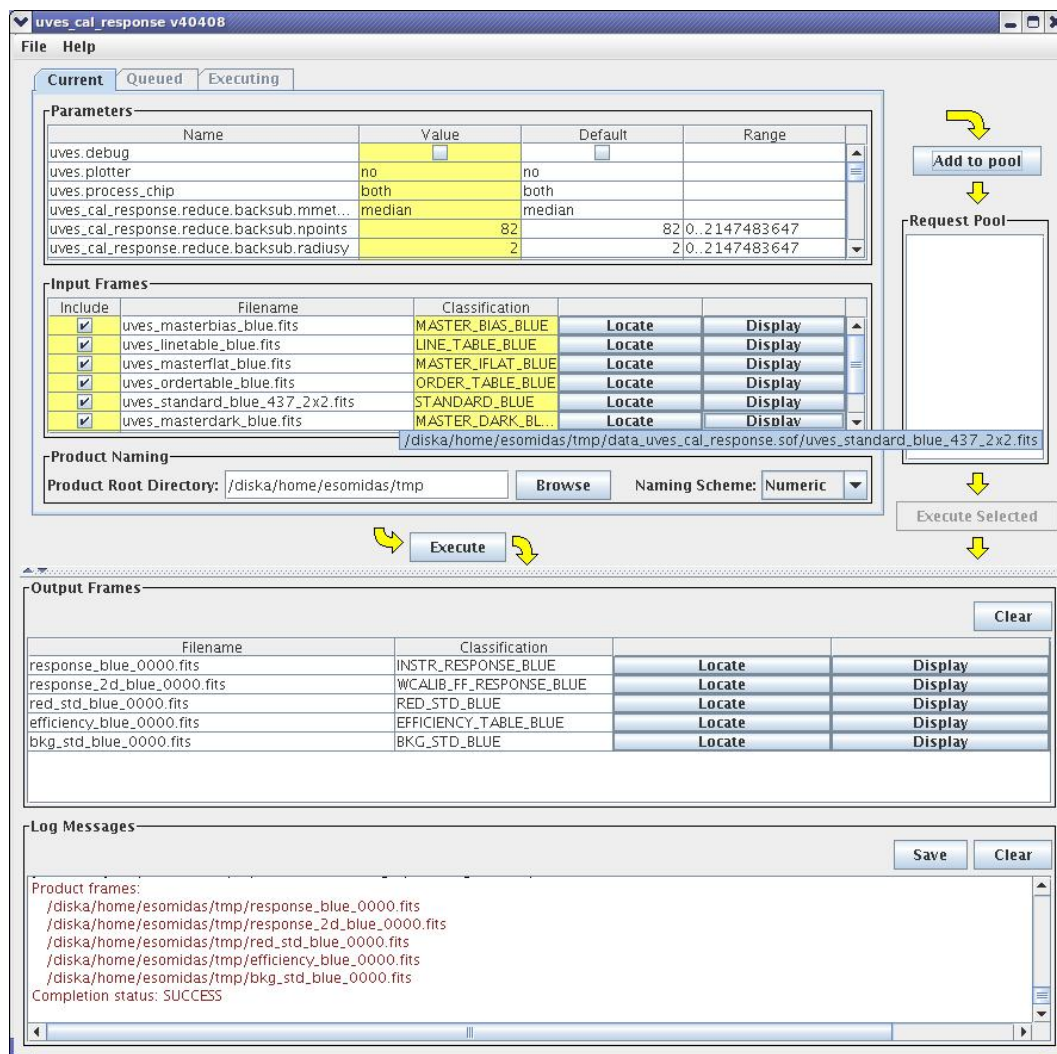 uves_cal_response v40408
File Help
Current Queued Executing
Parameters
Name Value Default Range
uves.debug
uves.plotter no no
uves.process_chip both both
uves_cal_response.reduce.backsub.mmet... median median
uves_cal_response.reduce.backsub.npoints 82 82 0..2147483647
uves_cal_response.reduce.backsub.radiusy 2 2 0..2147483647
Add to pool
Request Pool
Input Frames
Include Filename Classification
uves_masterbias_blue.fits MASTER_BIAS_BLUE Locate Display
uves_linetable_blue.fits LINE_TABLE_BLUE Locate Display
uves_masterflat_blue.fits MASTER_IFLAT_BLUE Locate Display
uves_ordertable_blue.fits ORDER_TABLE_BLUE Locate Display
uves_standard_blue_437_2x2.fits STANDARD_BLUE Locate Display
uves_masterdark_blue.fits MASTER_DARK_BL... Locate Display
/diska/home/esomidas/tmp/data_uves_cal_response.sof/uves_standard_blue_437_2x2.fits
Product Naming
Product Root Directory: /diska/home/esomidas/tmp Browse Naming Scheme: Numeric
Execute Selected
Execute
Output Frames
Clear
Filename Classification
response_blue_0000.fits INSTR_RESPONSE_BLUE Locate Display
response_2d_blue_0000.fits WCALIB_FF_RESPONSE_BLUE Locate Display
red_std_blue_0000.fits RED_STD_BLUE Locate Display
efficiency_blue_0000.fits EFFICIENCY_TABLE_BLUE Locate Display
bkg_std_blue_0000.fits BKG_STD_BLUE Locate Display
Log Messages
Save Clear
Product frames:
/diska/home/esomidas/tmp/response_blue_0000.fits
/diska/home/esomidas/tmp/response_2d_blue_0000.fits
/diska/home/esomidas/tmp/red_std_blue_0000.fits
/diska/home/esomidas/tmp/efficiency_blue_0000.fits
/diska/home/esomidas/tmp/bkg_std_blue_0000.fits
Completion status: SUCCESS